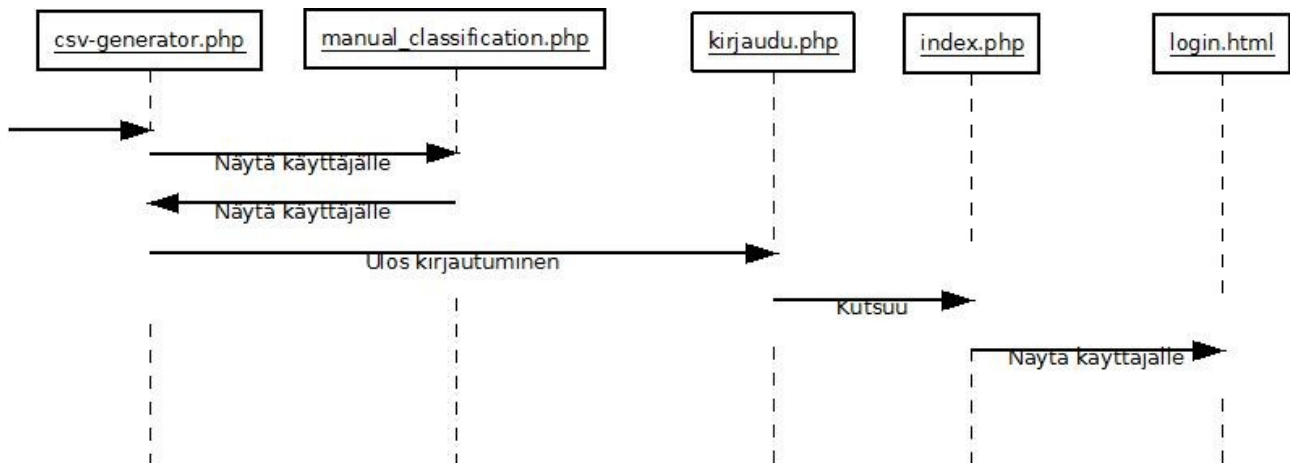 csv-generator.php
manual_classification.php
kirjaudu.php
index.php
login.html
Näytä käyttäjälle
Näytä käyttäjälle
Ulos kirjautuminen
Kutsuu
Näytä käyttäjälle